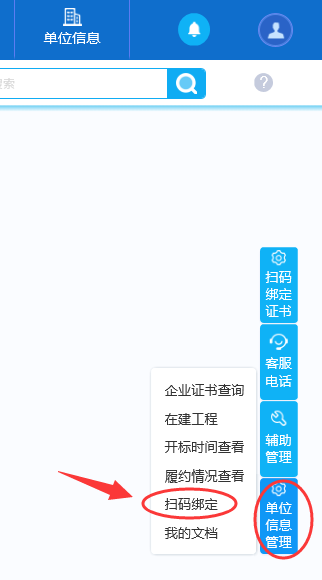 单位信息
搜索
?
扫码
绑定
证书
客服
电话
辅助
管理
企业证书查询
在建工程
开标时间查看
履约情况查看
扫码绑定
我的文档
单位
信息
管理